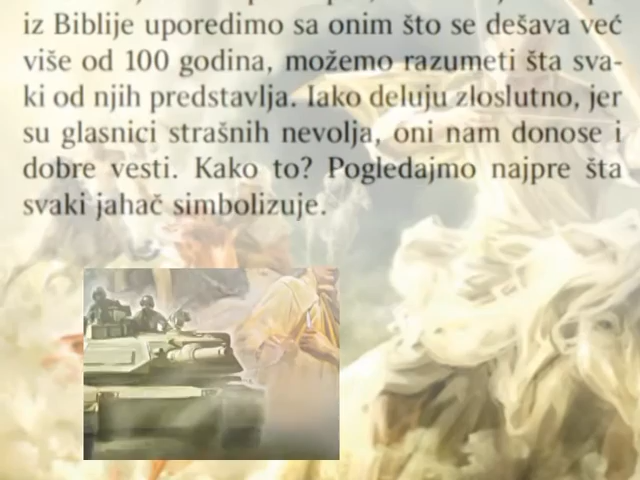 iz Biblije uporedimo sa onim što se dešava već
više od 100 godina, možemo razumeti šta sva-
ki od njih predstavlja. Iako deluju zloslutno, jer
su glasnici strašnih nevolja, oni nam donose i
dobre vesti. Kako to? Pogledajmo najpre šta
svaki jahač simbolizuje.